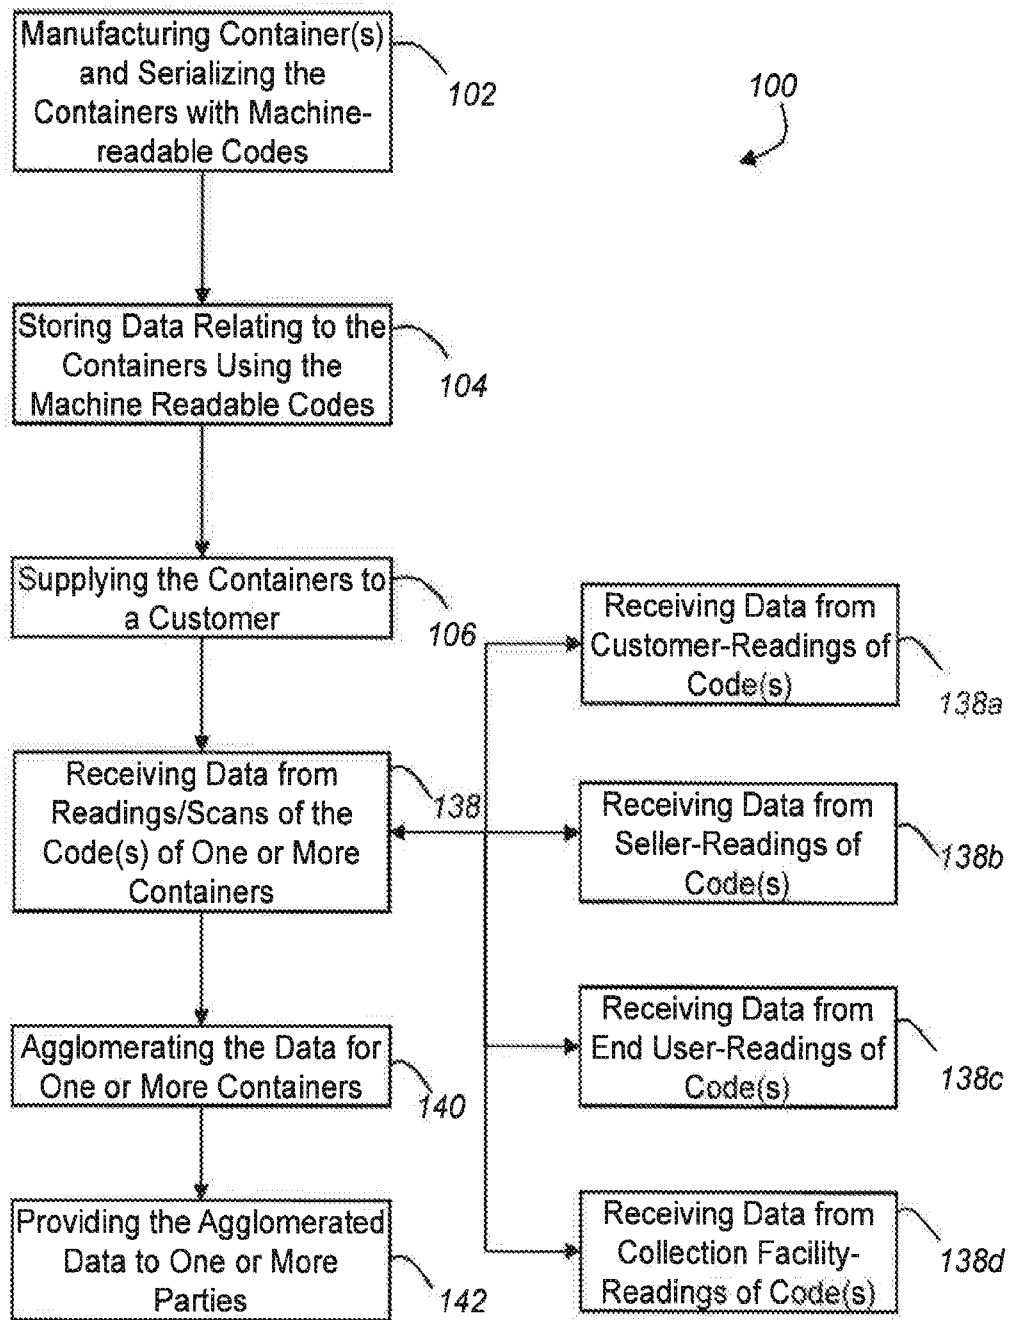 Manufacturing Container(s)
and Serializing the
Containers with Machine-
readable Codes
102
100
Storing Data Relating to the
Containers Using the
Machine Readable Codes
104
Supplying the Containers to
a Customer
106
Receiving Data from
Customer-Readings of
Code(s)
138a
Receiving Data from
Readings/Scans of the
Code(s) of One or More
Containers
138
Receiving Data from
Seller-Readings of
Code(s)
138b
Receiving Data from
End User-Readings of
Code(s)
138c
Agglomerating the Data for
One or More Containers
140
Providing the Agglomerated
Data to One or More
Parties
142
Receiving Data from
Collection Facility-
Readings of Code(s)
138d